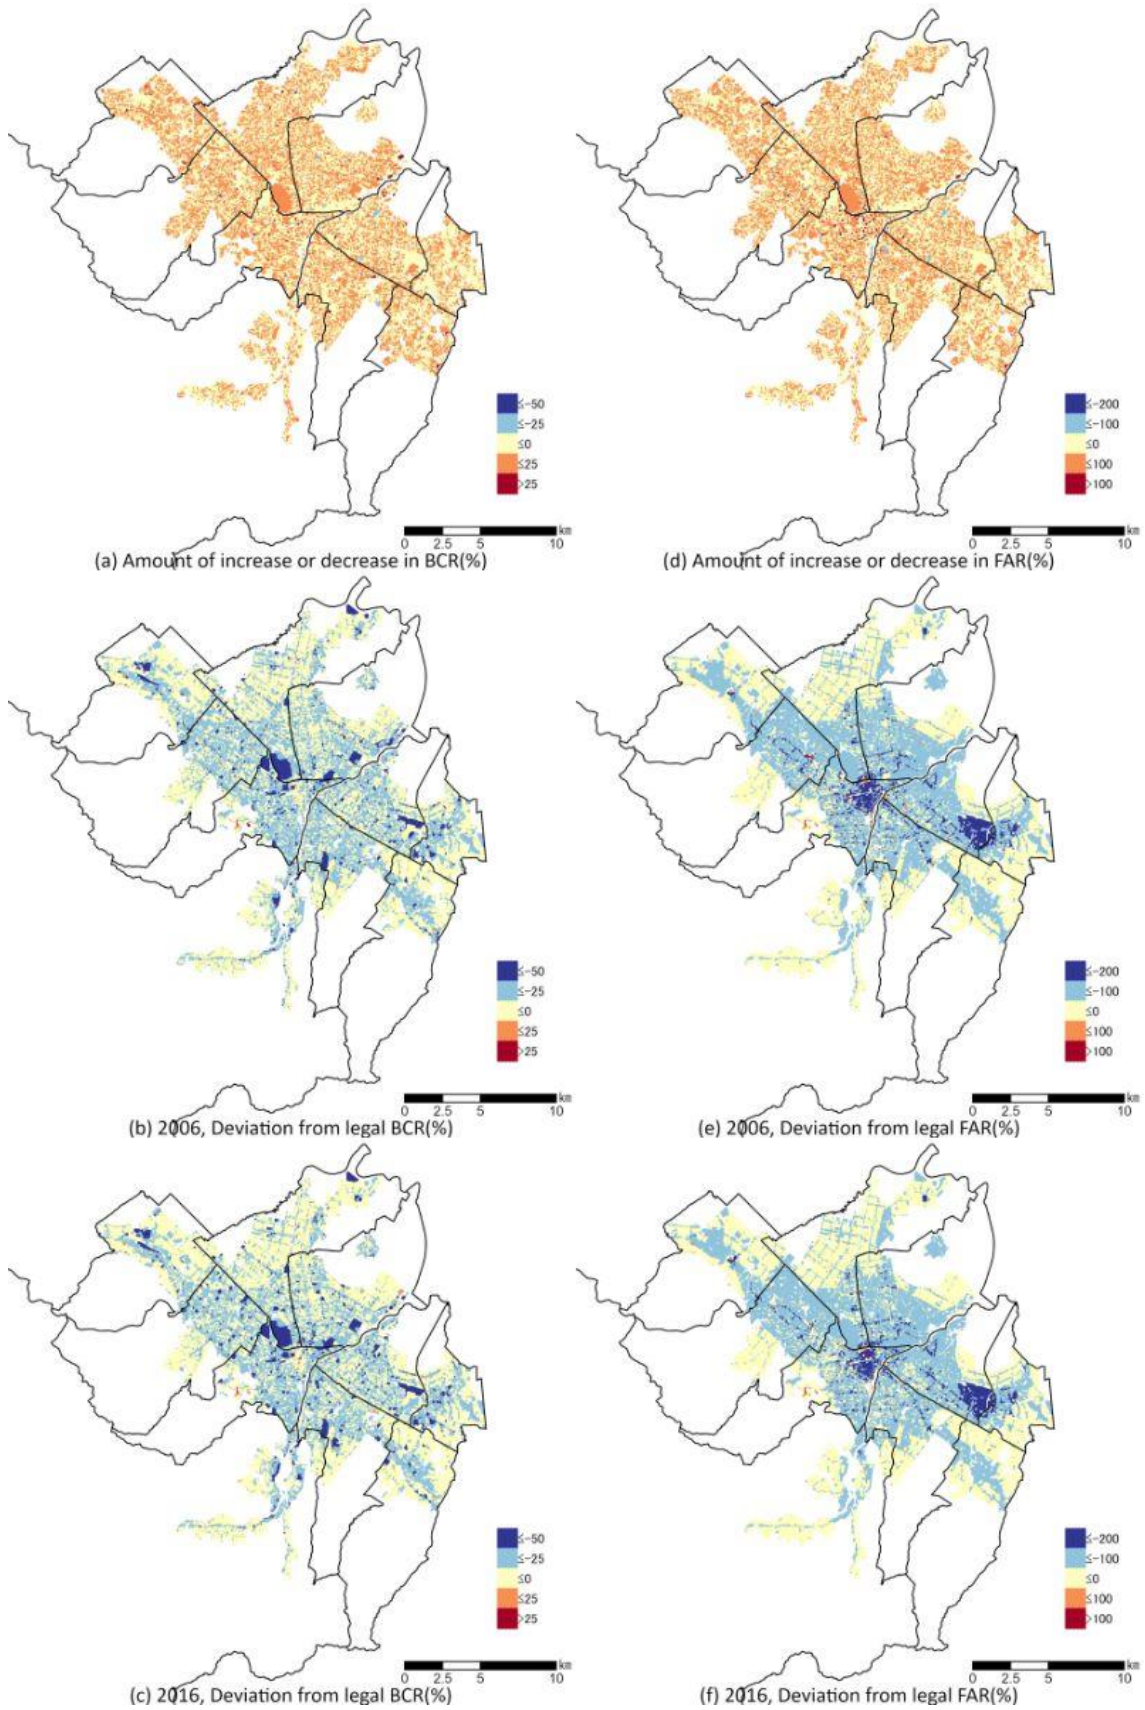 ≤-50
≤-25
≤0
≤25
>25
km
0 2.5 5 10
(a) Amount of increase or decrease in BCR(%)
≤-200
≤-100
≤0
≤100
>100
km
0 2.5 5 10
(d) Amount of increase or decrease in FAR(%)
≤-50
≤-25
≤0
≤25
>25
km
0 2.5 5 10
(b) 2006, Deviation from legal BCR(%)
≤-200
≤-100
≤0
≤100
>100
km
0 2.5 5 10
(e) 2006, Deviation from legal FAR(%)
≤-50
≤-25
≤0
≤25
>25
km
0 2.5 5 10
(c) 2016, Deviation from legal BCR(%)
≤-200
≤-100
≤0
≤100
>100
km
0 2.5 5 10
(f) 2016, Deviation from legal FAR(%)